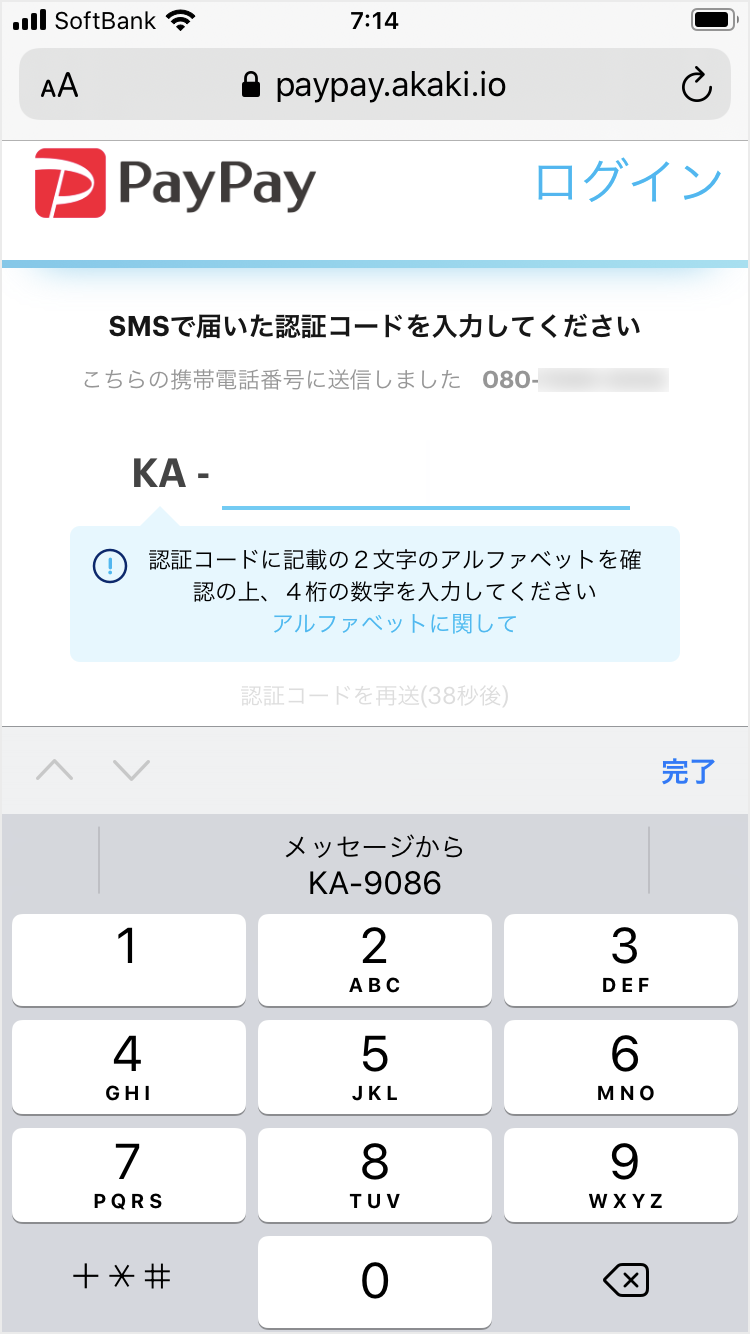 SoftBank 7:14
AA paypay.akaki.io
PayPay ログイン
SMSで届いた認証コードを入力してください
こちらの携帯電話番号に送信しました 080-
KA -
認証コードに記載の２文字のアルファベットを確
認の上、４桁の数字を入力してください
アルファベットに関して
認証コードを再送(38秒後)
完了
メッセージから
KA-9086
1 2 3
ABC DEF
4 5 6
GHI JKL MNO
7 8 9
PQRS TUV WXYZ
+*# 0